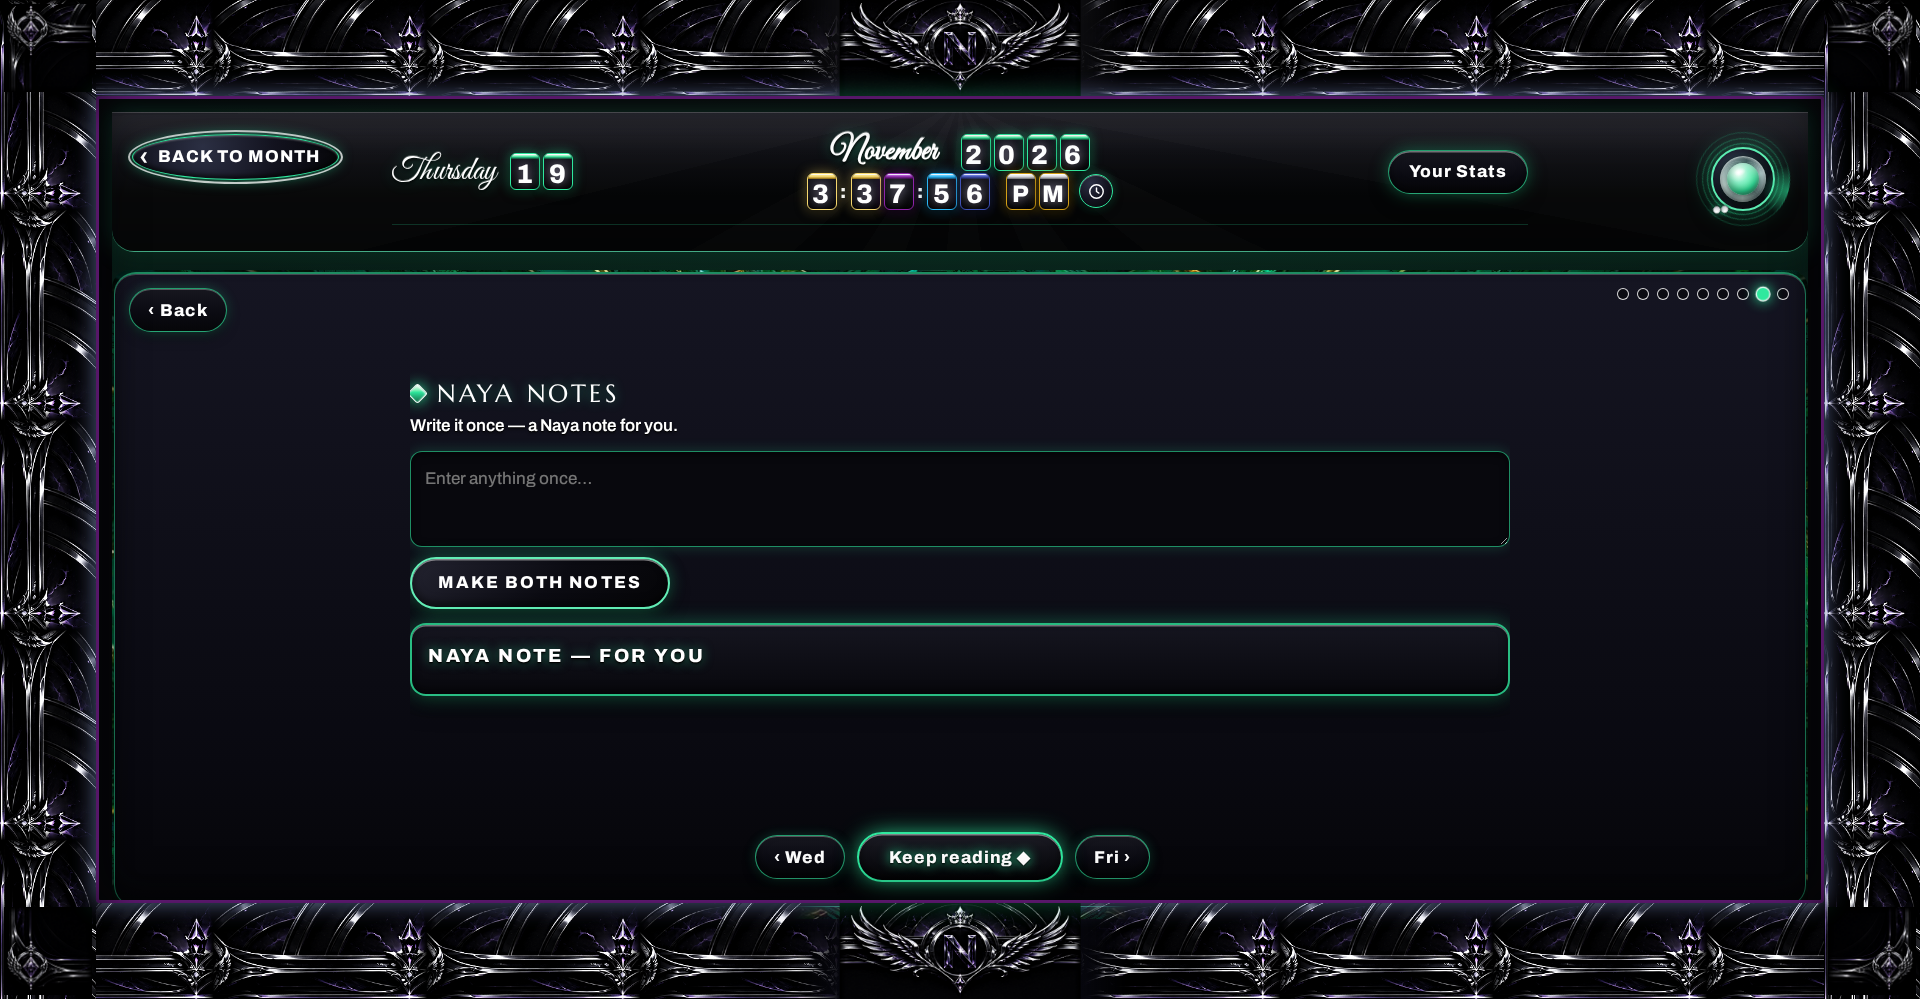 N
‹ BACK TO MONTH
Thursday 19
November 2026
3:37:56 PM
Your Stats
‹ Back
NAYA NOTES
Write it once — a Naya note for you.
Enter anything once...
MAKE BOTH NOTES
NAYA NOTE — FOR YOU
‹ Wed
Keep reading ◆
Fri ›
N